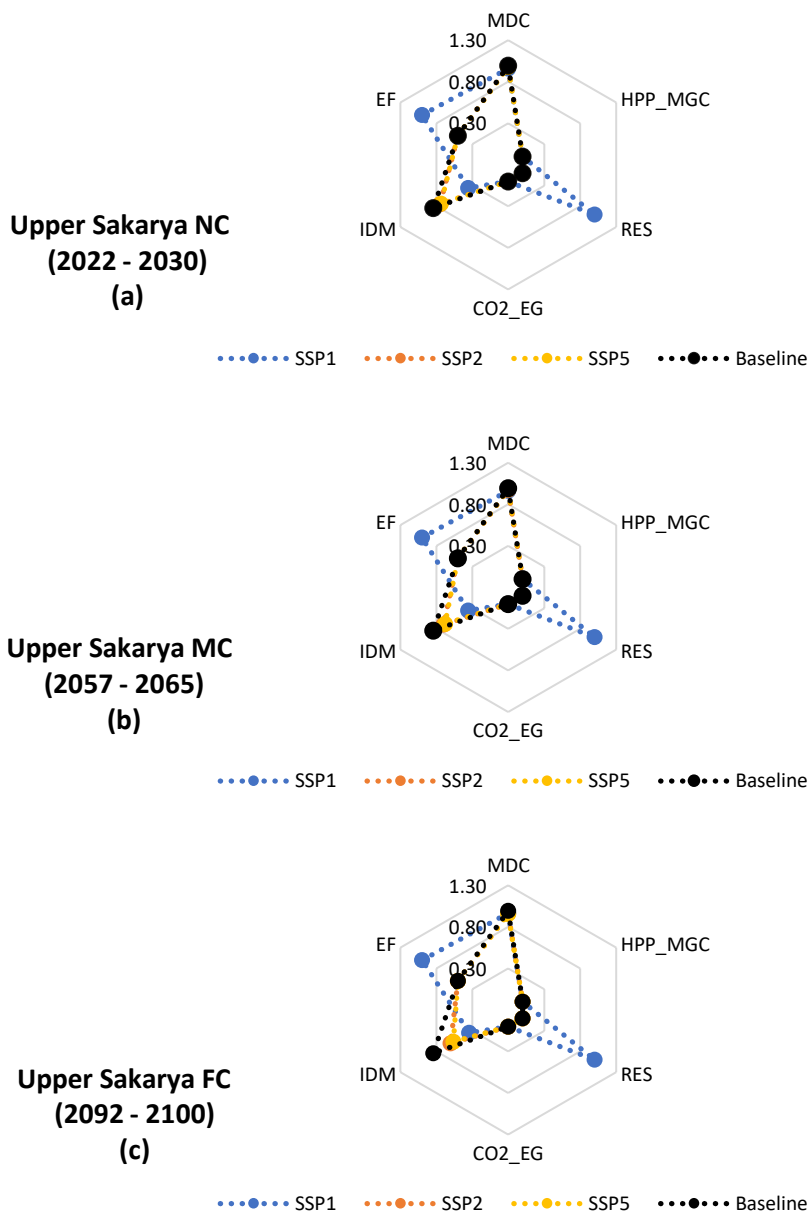 MDC
1.30
0.80
0.30
EF
HPP_MGC
IDM
RES
CO2_EG
Upper Sakarya NC
(2022 - 2030)
(a)
SSP1 SSP2 SSP5 Baseline
MDC
1.30
0.80
0.30
EF
HPP_MGC
IDM
RES
CO2_EG
Upper Sakarya MC
(2057 - 2065)
(b)
SSP1 SSP2 SSP5 Baseline
MDC
1.30
0.80
0.30
EF
HPP_MGC
IDM
RES
CO2_EG
Upper Sakarya FC
(2092 - 2100)
(c)
SSP1 SSP2 SSP5 Baseline